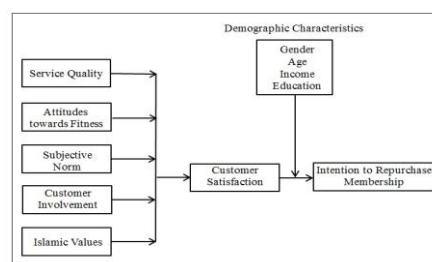 Demographic Characteristics
Gender
Age
Income
Education
Service Quality
Attitudes
towards Fitness
Subjective
Norm
Customer
Involvement
Islamic Values
Customer
Satisfaction
Intention to Repurchase
Membership